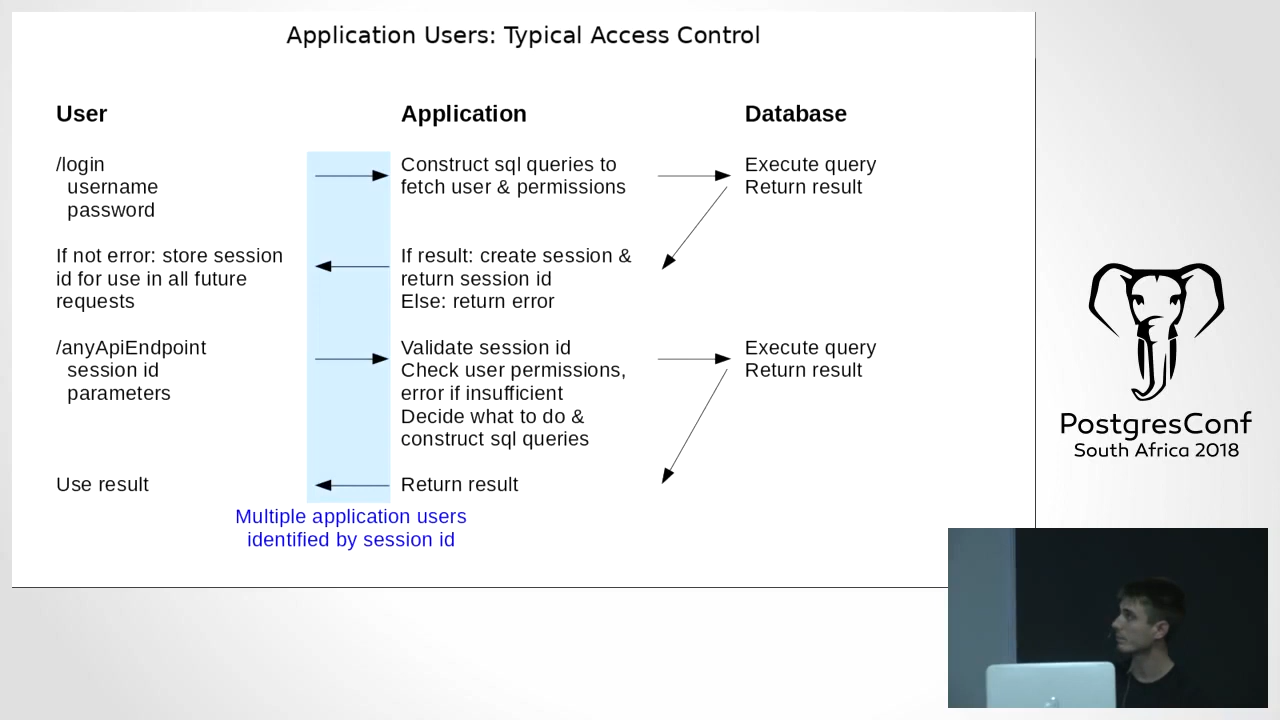 Application Users: Typical Access Control
User
Application
Database
/login
username
password
Construct sql queries to
fetch user & permissions
Execute query
Return result
If not error: store session
id for use in all future
requests
If result: create session &
return session id
Else: return error
/anyApiEndpoint
session id
parameters
Validate session id
Check user permissions,
error if insufficient
Decide what to do &
construct sql queries
Execute query
Return result
Use result
Return result
Multiple application users
identified by session id
PostgresConf
South Africa 2018